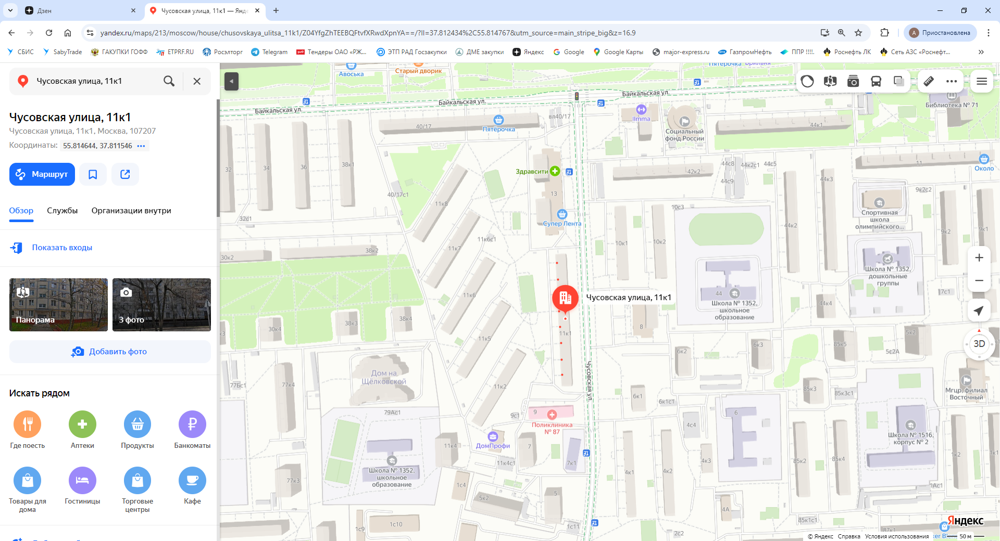 Дзен
Чусовская улица, 11к1 — Янде
yandex.ru/maps/213/moscow/house/chusovskaya_ulitsa_11k1/Z04YfgZhTEEBQFtvfXRwdXpnYA==/?ll=37.812434%2C55.814767&utm_source=main_stripe_big&z=16.9
А
Приостановлена
СБИС
SabyTrade
ГАКУПКИ ГОФФ
ETPRF.RU
Росэлторг
Telegram
Тендеры ОАО «РЖ...
ЭТП РАД Госзакупки
ДМЕ закупки
Яндекс
Google
Google Карты
major-express.ru
ГазпромНефть
ППР !!!!.
Роснефть ЛК
Сеть АЗС «Роснефт...
Чусовская улица, 11к1
Чусовская улица, 11к1
Чусовская улица, 11к1, Москва, 107207
Координаты: 55.814644, 37.811546
Маршрут
Обзор
Службы
Организации внутри
Показать входы
Панорама
3 фото
Добавить фото
Искать рядом
Где поесть
Аптеки
Продукты
Банкоматы
Товары для
дома
Гостиницы
Торговые
центры
Кафе
Авоська
Старый дворик
Пятёрочка
Байкальская ул.
Байкальская ул.
Байкальская ул.
Ilmma
Социальный
фонд России
Библиотека № 71
40/17
Пятёрочка
вл40/17
44к1
32
34
36
38к1
40/17с1
11к8
Здравсити
13
Супер Лента
42к2
44с8
44к2с1
44с5
44с9
44к3
11
Около
9к2с2
32с1
30к2
38к2
11к7
11к6с1
10с3
10к1
10к2
44к2
Спортивная
школа
олимпийского...
9к2
9к1
11к6
Чусовская улица, 11к1
44
Школа № 1352,
школьное
образование
Школа № 1352,
дошкольные
группы
7с1
44к4
30к4
38к3
38к4
11к5
11к1
8
6к2
6к3
85к5
5к2
5с2А
3D
Дом на
Щёлковской
77Бс1
77к4
11к2
Чусовская ул.
6к1
6к1с1
85к3
85к3с1
Мгцр, филиал
Восточный
79Ас1
9с1
9
Поликлиника
№ 87
ДомПрофи
7
7к1
11к4
11к4с1
4с4
6
4к3
Школа № 1516,
корпус № 2
Школа № 1352,
школьное
образование
77к3
1с4
5к2
5
4к1
4к2
85к2
85к4
1к2
1к1
1Ас1
4А
1с9
1с10
1с11
2с2
85к1с1
87к1
Яндекс
© Яндекс
Справка
Условия использования
50 м